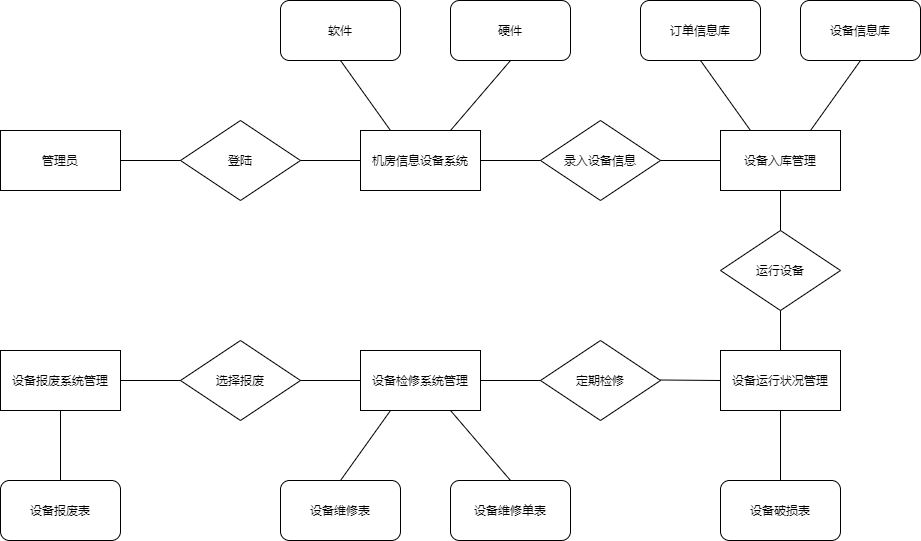 软件
硬件
订单信息库
设备信息库
管理员
登陆
机房信息设备系统
录入设备信息
设备入库管理
运行设备
设备报废系统管理
选择报废
设备检修系统管理
定期检修
设备运行状况管理
设备报废表
设备维修表
设备维修单表
设备破损表